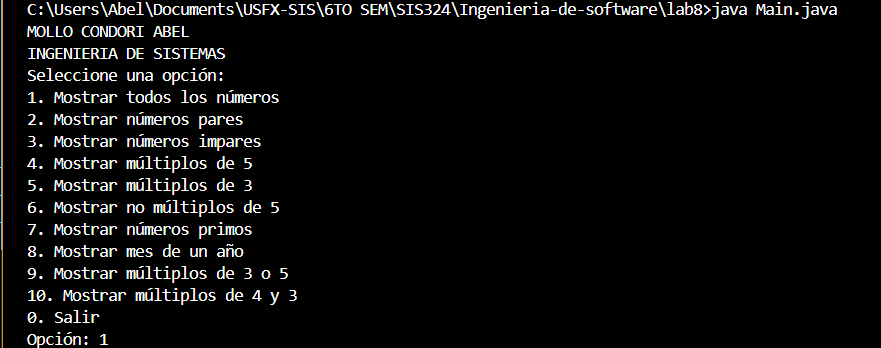 C:\Users\Abel\Documents\USFX-SIS\6TO SEM\SIS324\Ingenieria-de-software\lab8>java Main.java
MOLLO CONDORI ABEL
INGENIERIA DE SISTEMAS
Seleccione una opción:
1. Mostrar todos los números
2. Mostrar números pares
3. Mostrar números impares
4. Mostrar múltiplos de 5
5. Mostrar múltiplos de 3
6. Mostrar no múltiplos de 5
7. Mostrar números primos
8. Mostrar mes de un año
9. Mostrar múltiplos de 3 o 5
10. Mostrar múltiplos de 4 y 3
0. Salir
Opción: 1